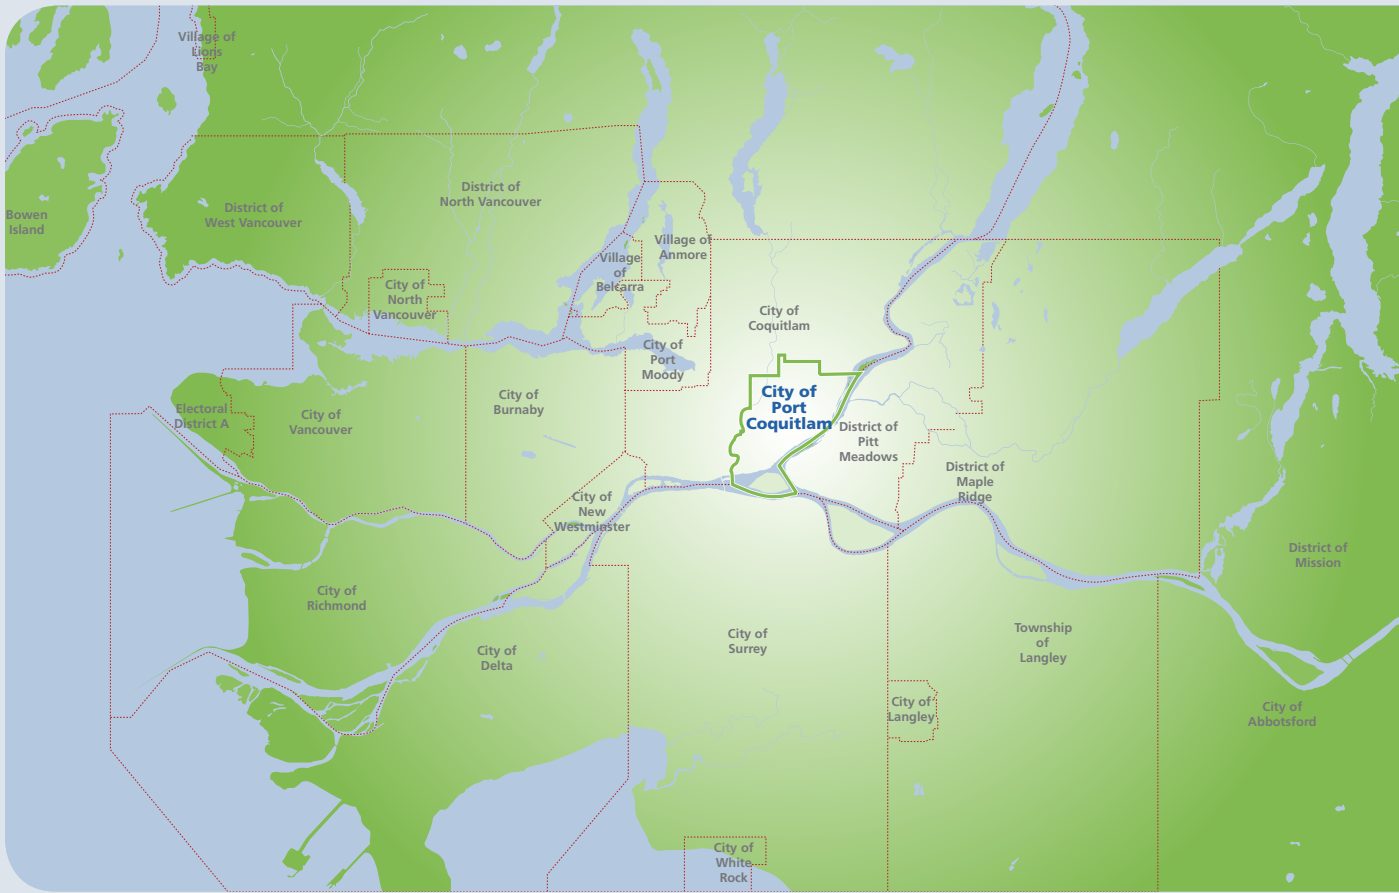 Village of
Lions
Bay
Bowen
Island
District of
West Vancouver
District of
North Vancouver
Village of
Anmore
Village
of
Belcarra
City of
North
Vancouver
City of
Coquitlam
City of
Port
Moody
City of
Port
Coquitlam
Electoral
District A
City of
Vancouver
City of
Burnaby
District of
Pitt
Meadows
District of
Maple
Ridge
City of
New
Westminster
District of
Mission
City of
Richmond
City of
Delta
City of
Surrey
Township
of
Langley
City of
Langley
City of
Abbotsford
City of
White
Rock